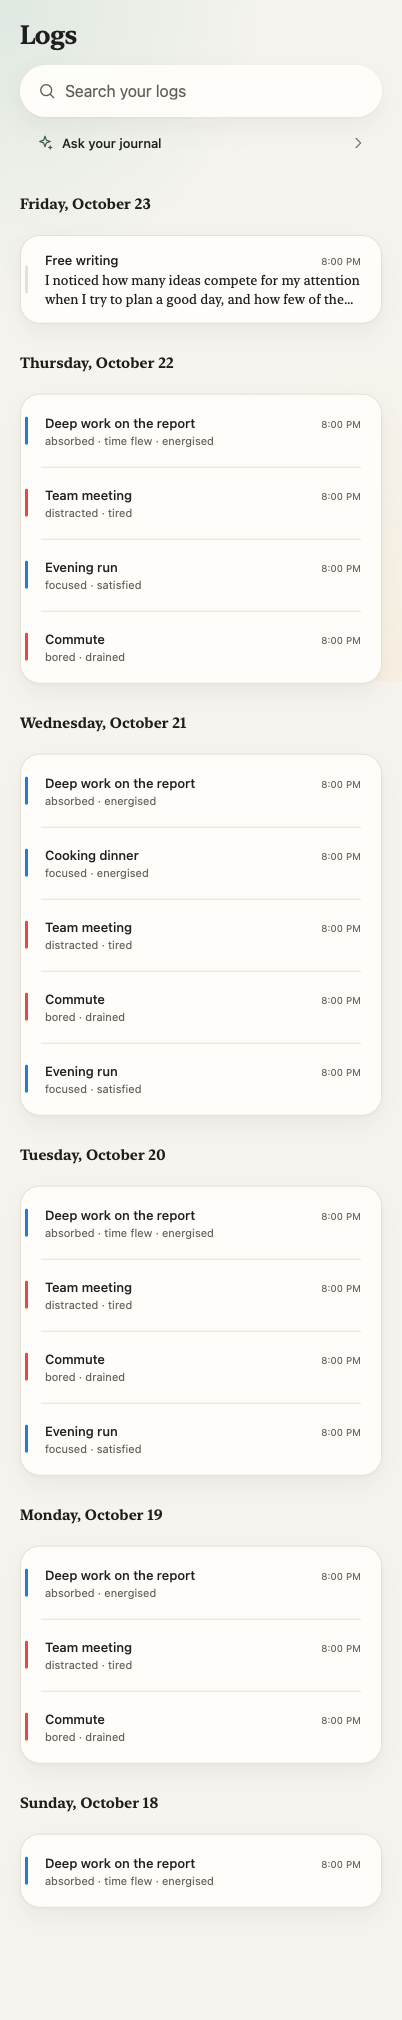 Logs
Search your logs
Ask your journal
Friday, October 23
Free writing 8:00 PM
I noticed how many ideas compete for my attention
when I try to plan a good day, and how few of the...
Thursday, October 22
Deep work on the report 8:00 PM
absorbed · time flew · energised
Team meeting 8:00 PM
distracted · tired
Evening run 8:00 PM
focused · satisfied
Commute 8:00 PM
bored · drained
Wednesday, October 21
Deep work on the report 8:00 PM
absorbed · energised
Cooking dinner 8:00 PM
focused · energised
Team meeting 8:00 PM
distracted · tired
Commute 8:00 PM
bored · drained
Evening run 8:00 PM
focused · satisfied
Tuesday, October 20
Deep work on the report 8:00 PM
absorbed · time flew · energised
Team meeting 8:00 PM
distracted · tired
Commute 8:00 PM
bored · drained
Evening run 8:00 PM
focused · satisfied
Monday, October 19
Deep work on the report 8:00 PM
absorbed · energised
Team meeting 8:00 PM
distracted · tired
Commute 8:00 PM
bored · drained
Sunday, October 18
Deep work on the report 8:00 PM
absorbed · time flew · energised